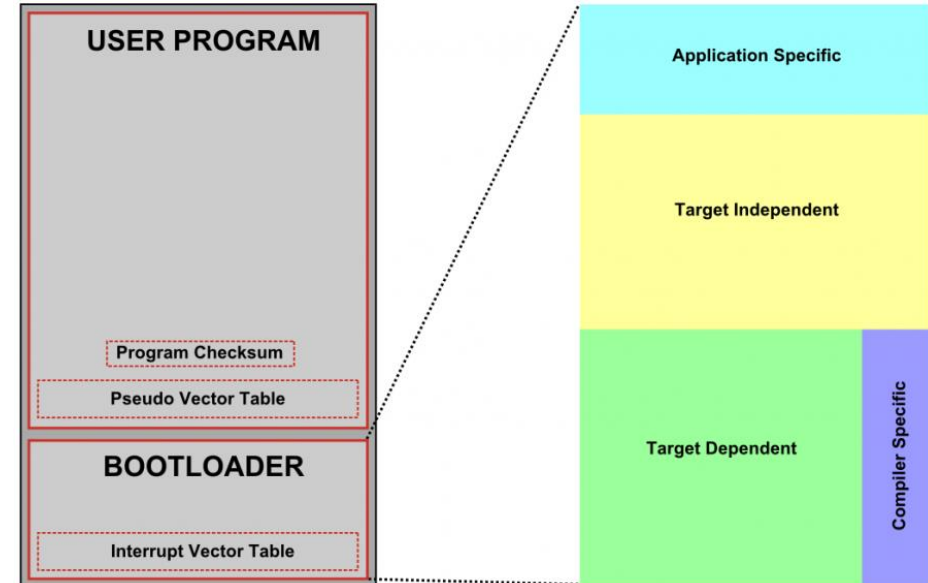 USER PROGRAM
Program Checksum
Pseudo Vector Table
BOOTLOADER
Interrupt Vector Table
Application Specific
Target Independent
Target Dependent
Compiler Specific